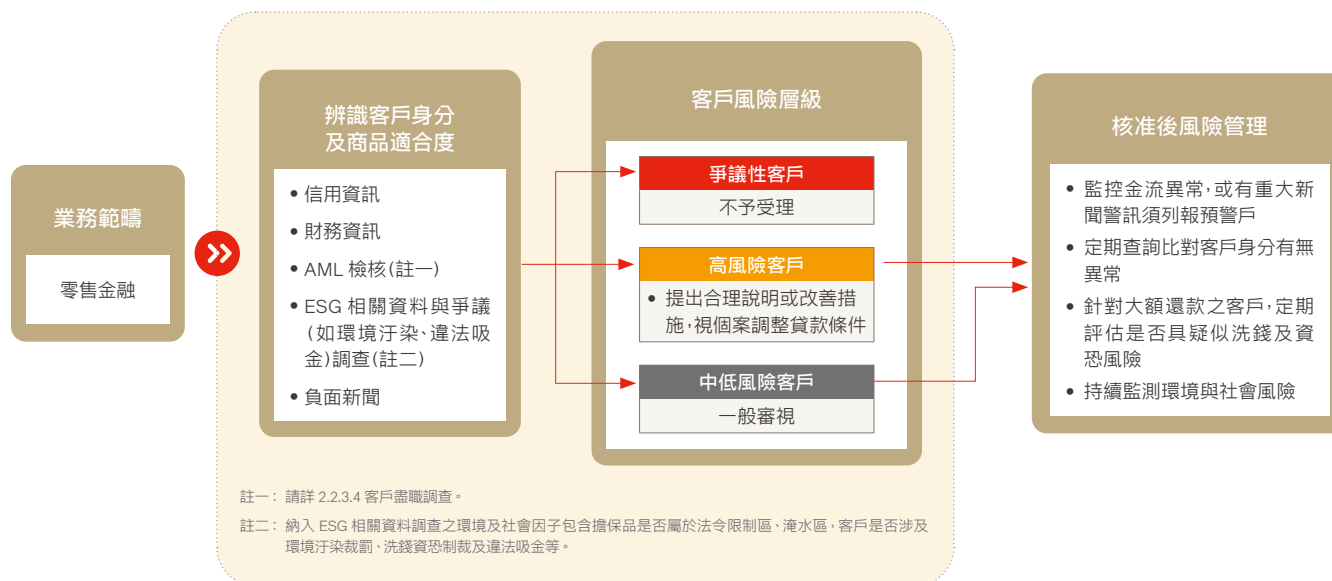 業務範疇
零售金融
辨識客戶身分
及商品適合度
• 信用資訊
• 財務資訊
• AML 檢核(註一)
• ESG 相關資料與爭議
(如環境汙染、違法吸
金)調查(註二)
• 負面新聞
客戶風險層級
爭議性客戶
不予受理
高風險客戶
• 提出合理說明或改善措
施,視個案調整貸款條件
中低風險客戶
一般審視
核准後風險管理
• 監控金流異常,或有重大新
聞警訊須列報預警戶
• 定期查詢比對客戶身分有無
異常
• 針對大額還款之客戶,定期
評估是否具疑似洗錢及資
恐風險
• 持續監測環境與社會風險
註一： 請詳 2.2.3.4 客戶盡職調查。
註二： 納入 ESG 相關資料調查之環境及社會因子包含擔保品是否屬於法令限制區、淹水區,客戶是否涉及
環境汙染裁罰、洗錢資恐制裁及違法吸金等。